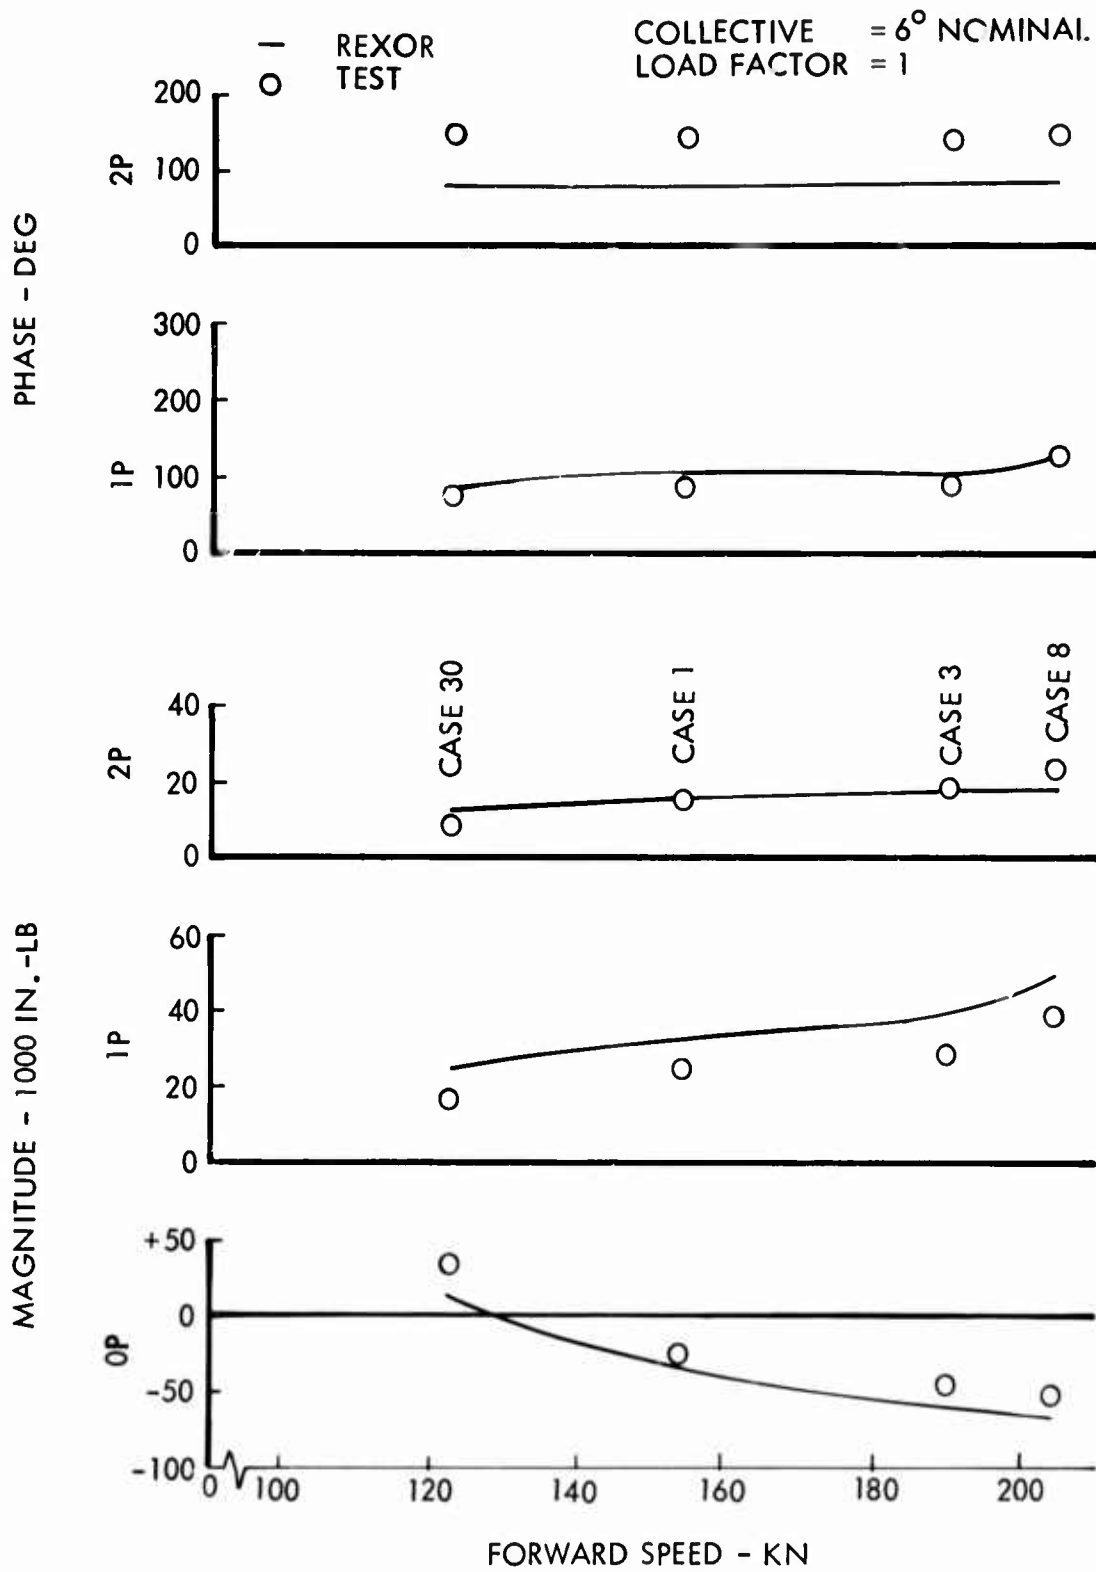 — REXOR
O TEST
COLLECTIVE = 6° NOMINAL
LOAD FACTOR = 1
PHASE - DEG
2P
200
100
0
1P
300
200
100
0
MAGNITUDE - 1000 IN.-LB
2P
40
20
0
CASE 30
CASE 1
CASE 3
CASE 8
1P
60
40
20
0
0P
+50
0
-50
-100
0 100 120 140 160 180 200
FORWARD SPEED - KN